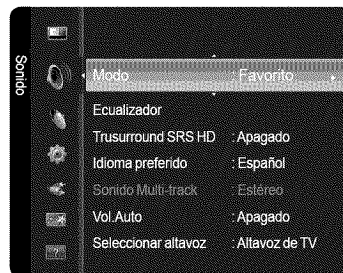 Sonido
Modo : Favorito
Ecualizador
Trusurround SRS HD : Apagado
Idioma preferido : Español
Sonido Multi-track : Estéreo
Vol.Auto : Apagado
Seleccionar altavoz : Altavoz de TV